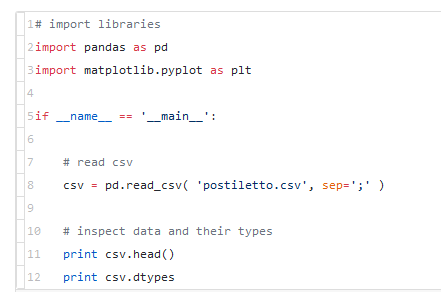 1# import libraries
2import pandas as pd
3import matplotlib.pyplot as plt
4
5if __name__ == '__main__':
6
7    # read csv
8    csv = pd.read_csv( 'postiletto.csv', sep=';' )
9
10    # inspect data and their types
11    print csv.head()
12    print csv.dtypes